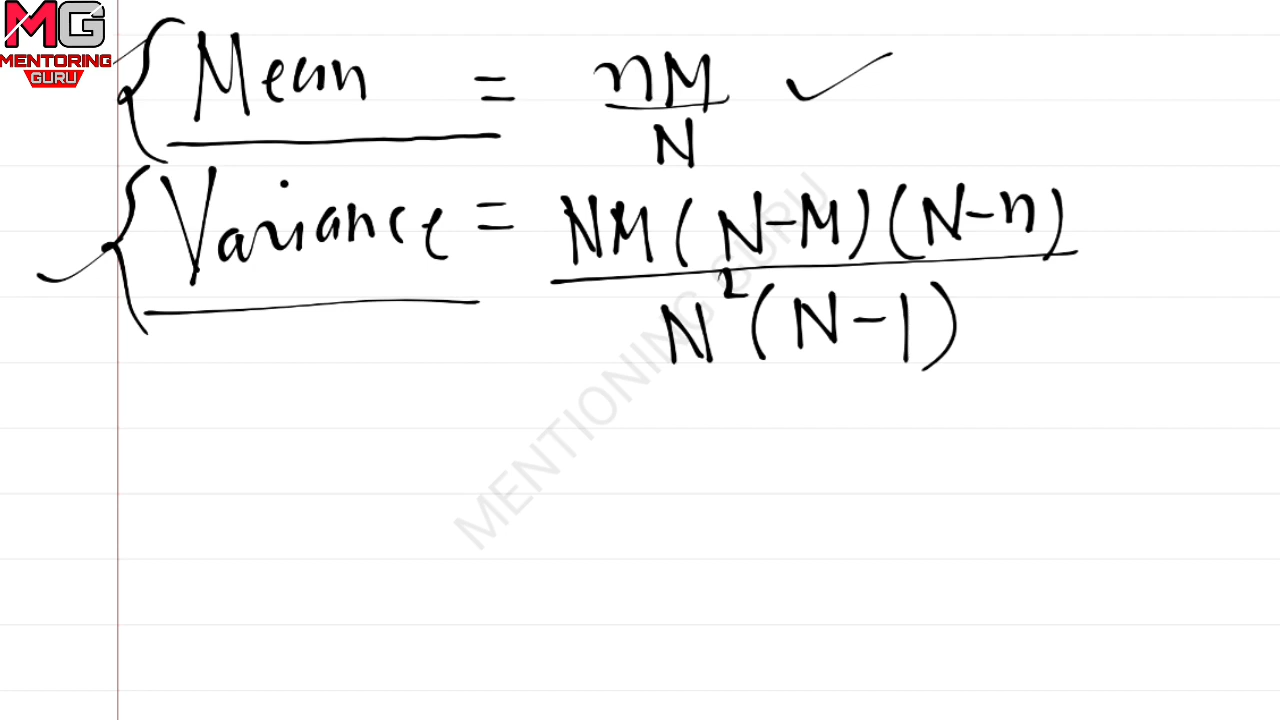 MG
MENTORING
GURU
Mean = nM/N ✓
Variance = NM(N-M)(N-n)/N²(N-1)
MENTIONING GURU